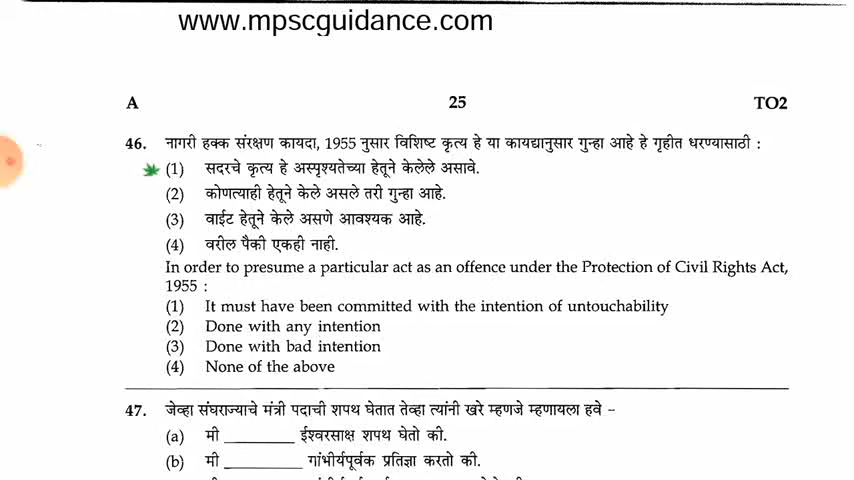 www.mpscguidance.com
A 25 TO2
46. नागरी हक्क संरक्षण कायदा, 1955 नुसार विशिष्ट कृत्य हे या कायद्यानुसार गुन्हा आहे हे गृहीत धरण्यासाठी :
(1) सदरचे कृत्य हे अस्पृश्यतेच्या हेतूने केलेले असावे.
(2) कोणत्याही हेतूने केले असले तरी गुन्हा आहे.
(3) वाईट हेतूने केले असणे आवश्यक आहे.
(4) वरील पैकी एकही नाही.
In order to presume a particular act as an offence under the Protection of Civil Rights Act,
1955 :
(1) It must have been committed with the intention of untouchability
(2) Done with any intention
(3) Done with bad intention
(4) None of the above
47. जेव्हा संघराज्याचे मंत्री पदाची शपथ घेतात तेव्हा त्यांनी खरे म्हणजे म्हणायला हवे –
(a) मी __________ ईश्वरसाक्ष शपथ घेतो की.
(b) मी __________ गांभीर्यपूर्वक प्रतिज्ञा करतो की.